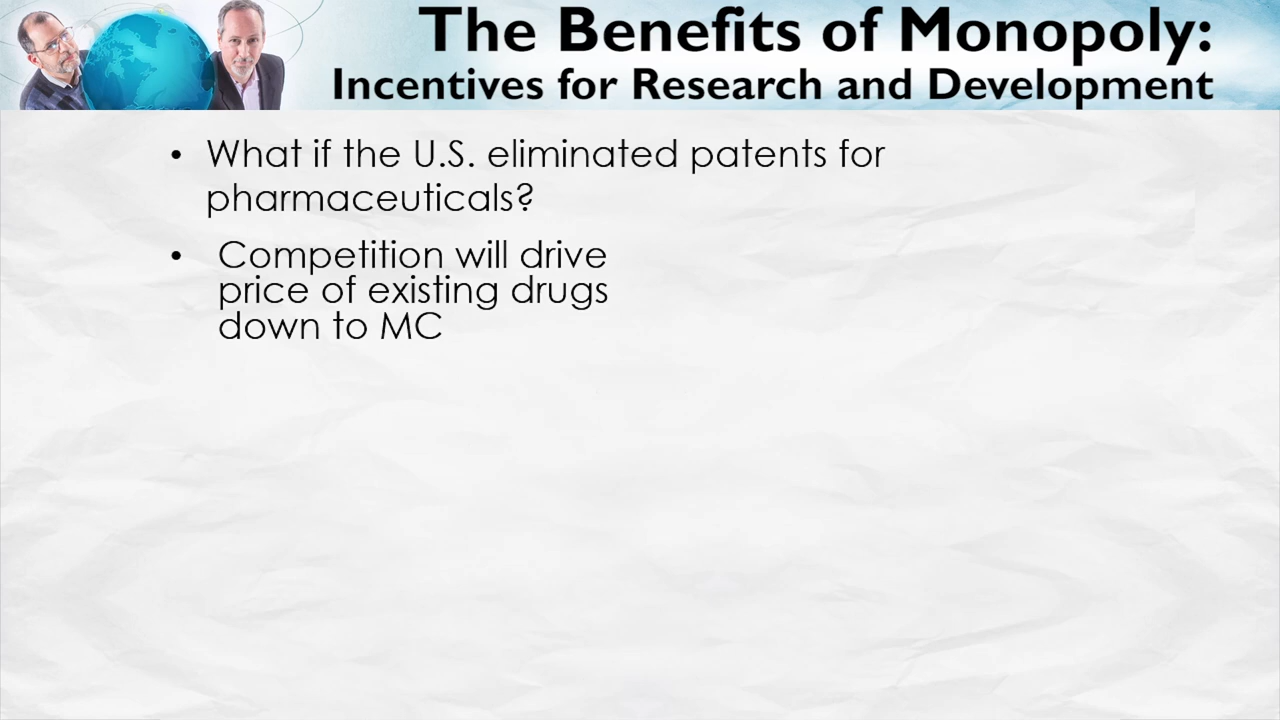 The Benefits of Monopoly:
Incentives for Research and Development
• What if the U.S. eliminated patents for
pharmaceuticals?
• Competition will drive
price of existing drugs
down to MC